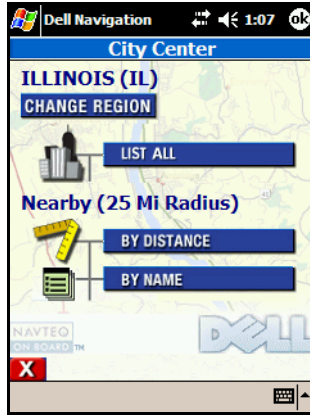 Dell Navigation 1:07 ok
City Center
ILLINOIS (IL)
CHANGE REGION
LIST ALL
Nearby (25 Mi Radius)
BY DISTANCE
BY NAME
NAVTEQ
ON BOARD TM
DELL
X